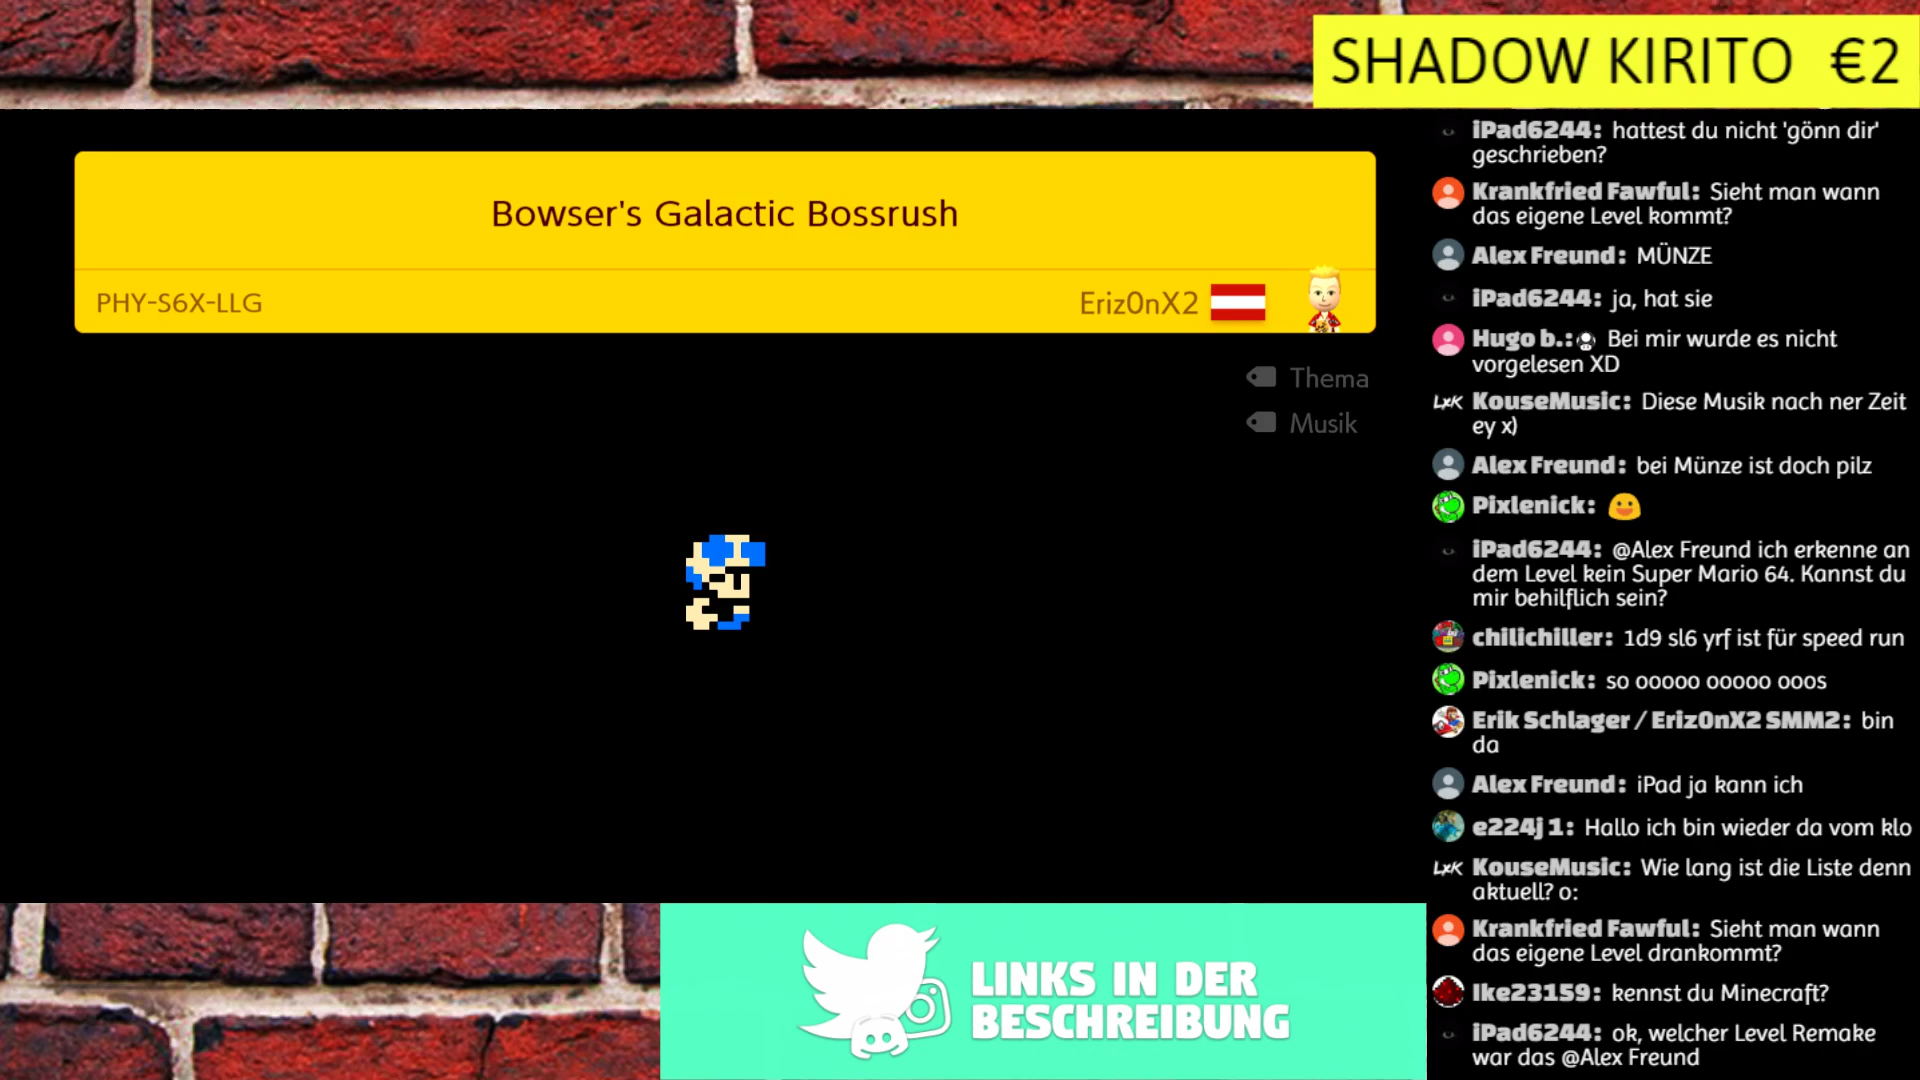 SHADOW KIRITO €2
Bowser's Galactic Bossrush
PHY-S6X-LLG
Eriz0nX2
Thema
Musik
iPad6244: hattest du nicht 'gönn dir'
geschrieben?
Krankfried Fawful: Sieht man wann
das eigene Level kommt?
Alex Freund: MÜNZE
iPad6244: ja, hat sie
Hugo b.: Bei mir wurde es nicht
vorgelesen XD
LxK KouseMusic: Diese Musik nach ner Zeit
ey x)
Alex Freund: bei Münze ist doch pilz
Pixlenick:
iPad6244: @Alex Freund ich erkenne an
dem Level kein Super Mario 64. Kannst du
mir behilflich sein?
chilichiller: 1d9 sl6 yrf ist für speed run
Pixlenick: so ooooo ooooo ooos
Erik Schlager / Eriz0nX2 SMM2: bin
da
Alex Freund: iPad ja kann ich
e224j 1: Hallo ich bin wieder da vom klo
LxK KouseMusic: Wie lang ist die Liste denn
aktuell? o:
Krankfried Fawful: Sieht man wann
das eigene Level drankommt?
Ike23159: kennst du Minecraft?
iPad6244: ok, welcher Level Remake
war das @Alex Freund
LINKS IN DER
BESCHREIBUNG